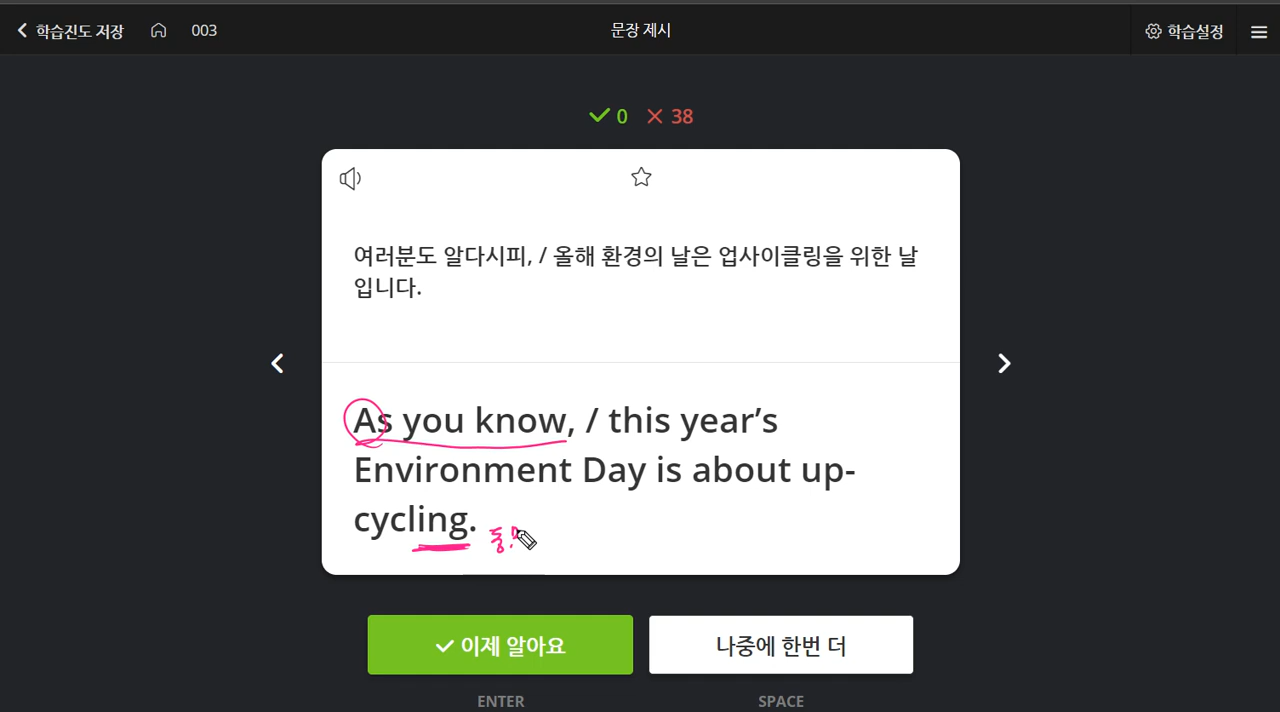 학습진도 저장
003
문장 제시
학습설정
0
38
여러분도 알다시피, / 올해 환경의 날은 업사이클링을 위한 날
입니다.
As you know, / this year’s
Environment Day is about up-
cycling.
이제 알아요
나중에 한번 더
ENTER
SPACE